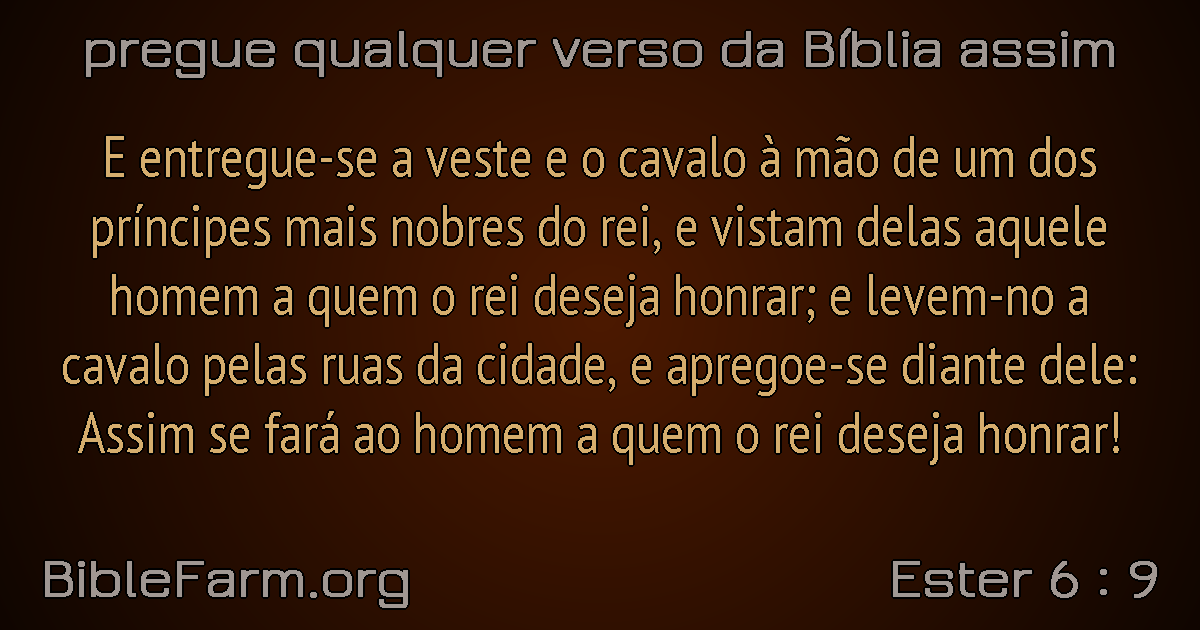 pregue qualquer verso da Bíblia assim
E entregue-se a veste e o cavalo à mão de um dos
príncipes mais nobres do rei, e vistam delas aquele
homem a quem o rei deseja honrar; e levem-no a
cavalo pelas ruas da cidade, e apregoe-se diante dele:
Assim se fará ao homem a quem o rei deseja honrar!
BibleFarm.org
Ester 6 : 9